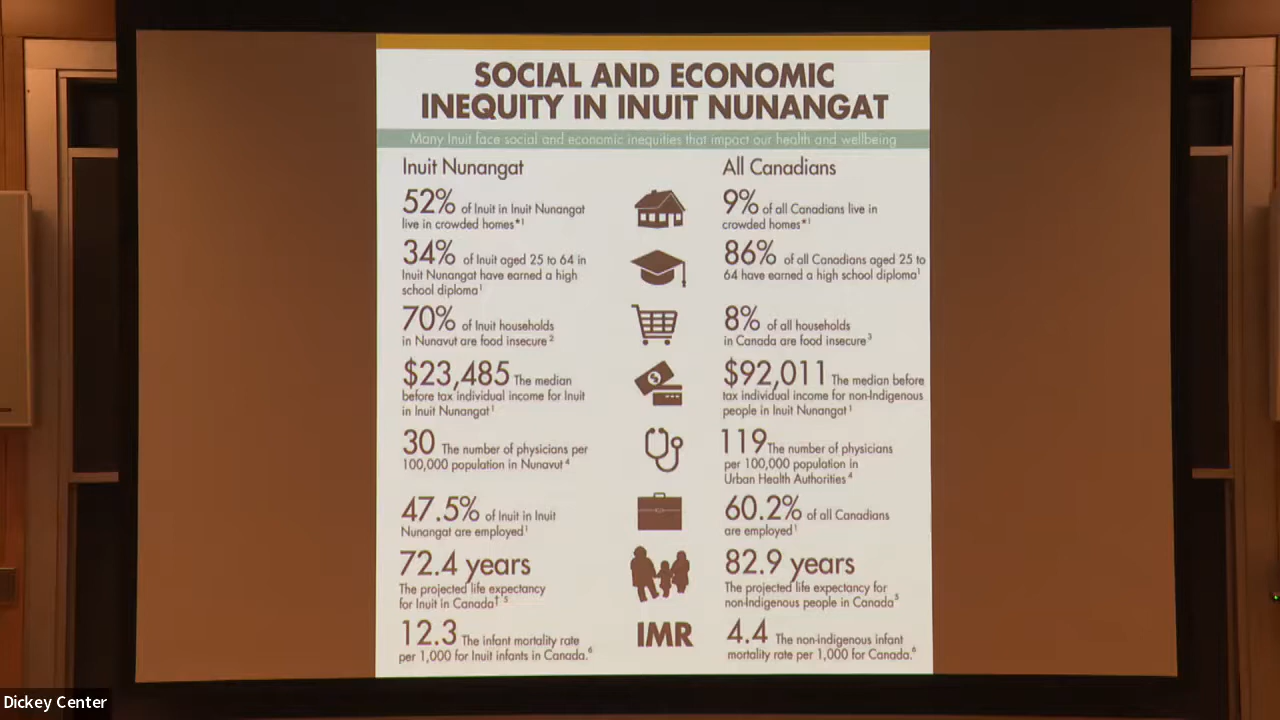 SOCIAL AND ECONOMIC
INEQUITY IN INUIT NUNANGAT
Many Inuit face social and economic inequities that impact our health and wellbeing
Inuit Nunangat
52% of Inuit in Inuit Nunangat
live in crowded homes*¹
34% of Inuit aged 25 to 64 in
Inuit Nunangat have earned a high
school diploma¹
70% of Inuit households
in Nunavut are food insecure²
$23,485 The median
before tax individual income for Inuit
in Inuit Nunangat¹
30 The number of physicians per
100,000 population in Nunavut⁴
47.5% of Inuit in Inuit
Nunangat are employed¹
72.4 years
The projected life expectancy
for Inuit in Canada†⁵
12.3 The infant mortality rate
per 1,000 for Inuit infants in Canada.⁶
IMR
All Canadians
9% of all Canadians live in
crowded homes*¹
86% of all Canadians aged 25 to
64 have earned a high school diploma¹
8% of all households
in Canada are food insecure³
$92,011 The median before
tax individual income for non-Indigenous
people in Inuit Nunangat¹
119 The number of physicians
per 100,000 population in
Urban Health Authorities⁴
60.2% of all Canadians
are employed¹
82.9 years
The projected life expectancy for
non-Indigenous people in Canada⁵
4.4 The non-indigenous infant
mortality rate per 1,000 for Canada.⁶
Dickey Center